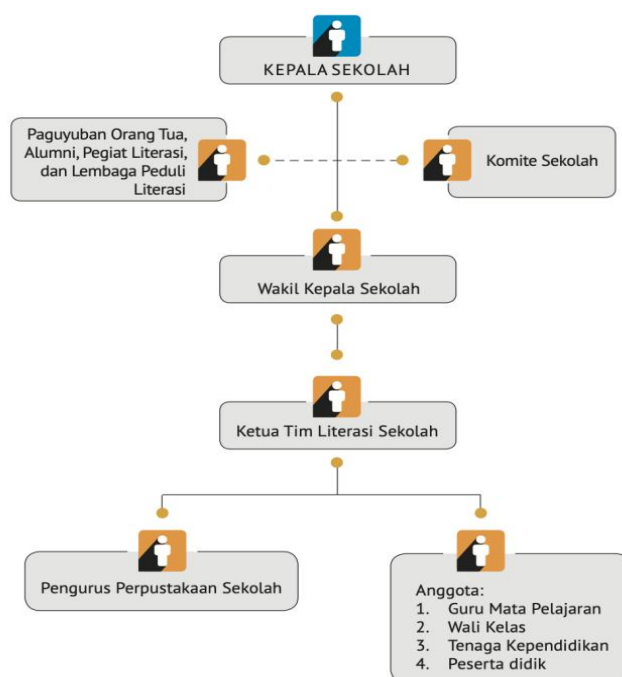 KEPALA SEKOLAH
Paguyuban Orang Tua,
Alumni, Pegiat Literasi,
dan Lembaga Peduli
Literasi
Komite Sekolah
Wakil Kepala Sekolah
Ketua Tim Literasi Sekolah
Pengurus Perpustakaan Sekolah
Anggota:
1. Guru Mata Pelajaran
2. Wali Kelas
3. Tenaga Kependidikan
4. Peserta didik